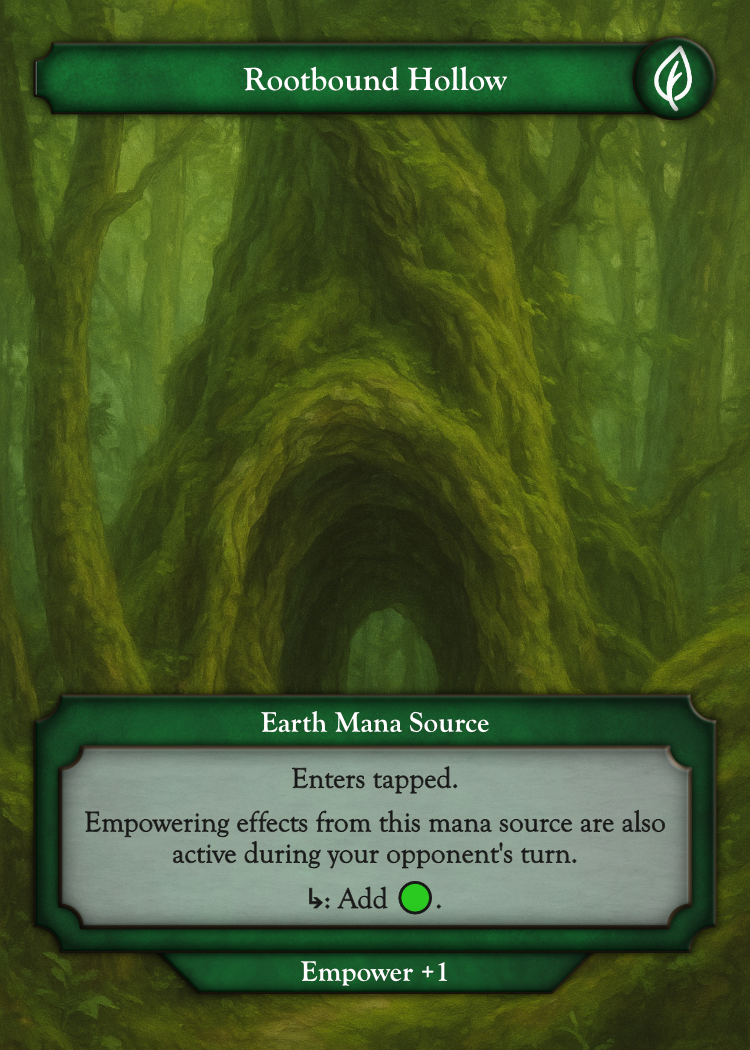 Rootbound Hollow
Earth Mana Source
Enters tapped.
Empowering effects from this mana source are also
active during your opponent's turn.
↳: Add .
Empower +1